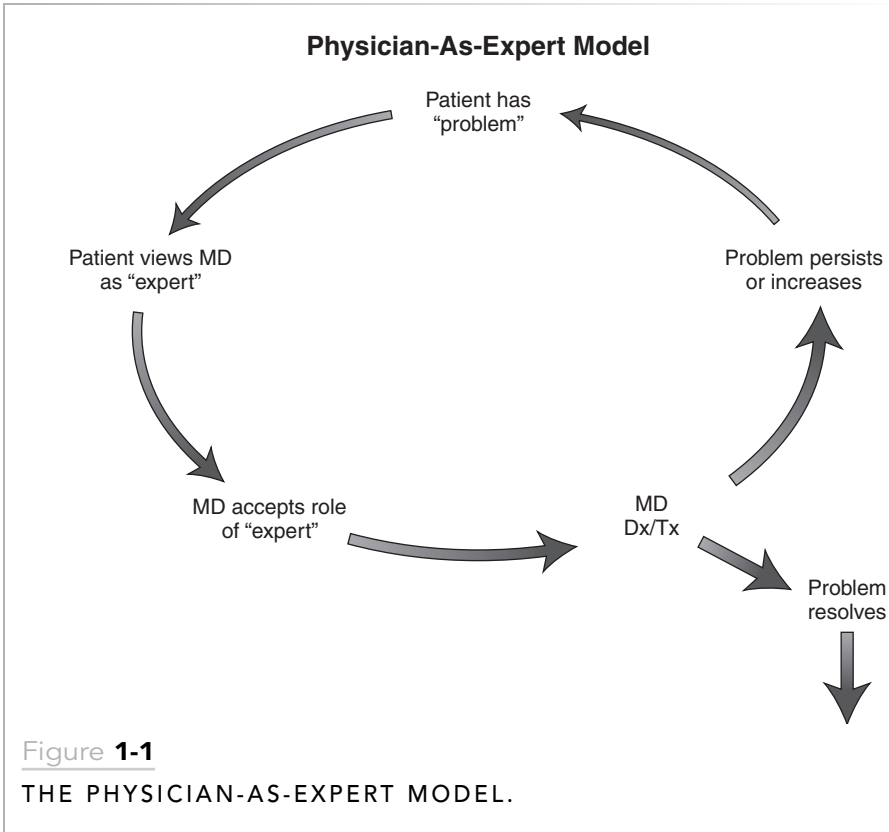 Physician-As-Expert Model
Patient has
“problem”
Patient views MD
as “expert”
Problem persists
or increases
MD accepts role
of “expert”
MD
Dx/Tx
Problem
resolves
Figure 1-1
THE PHYSICIAN-AS-EXPERT MODEL.